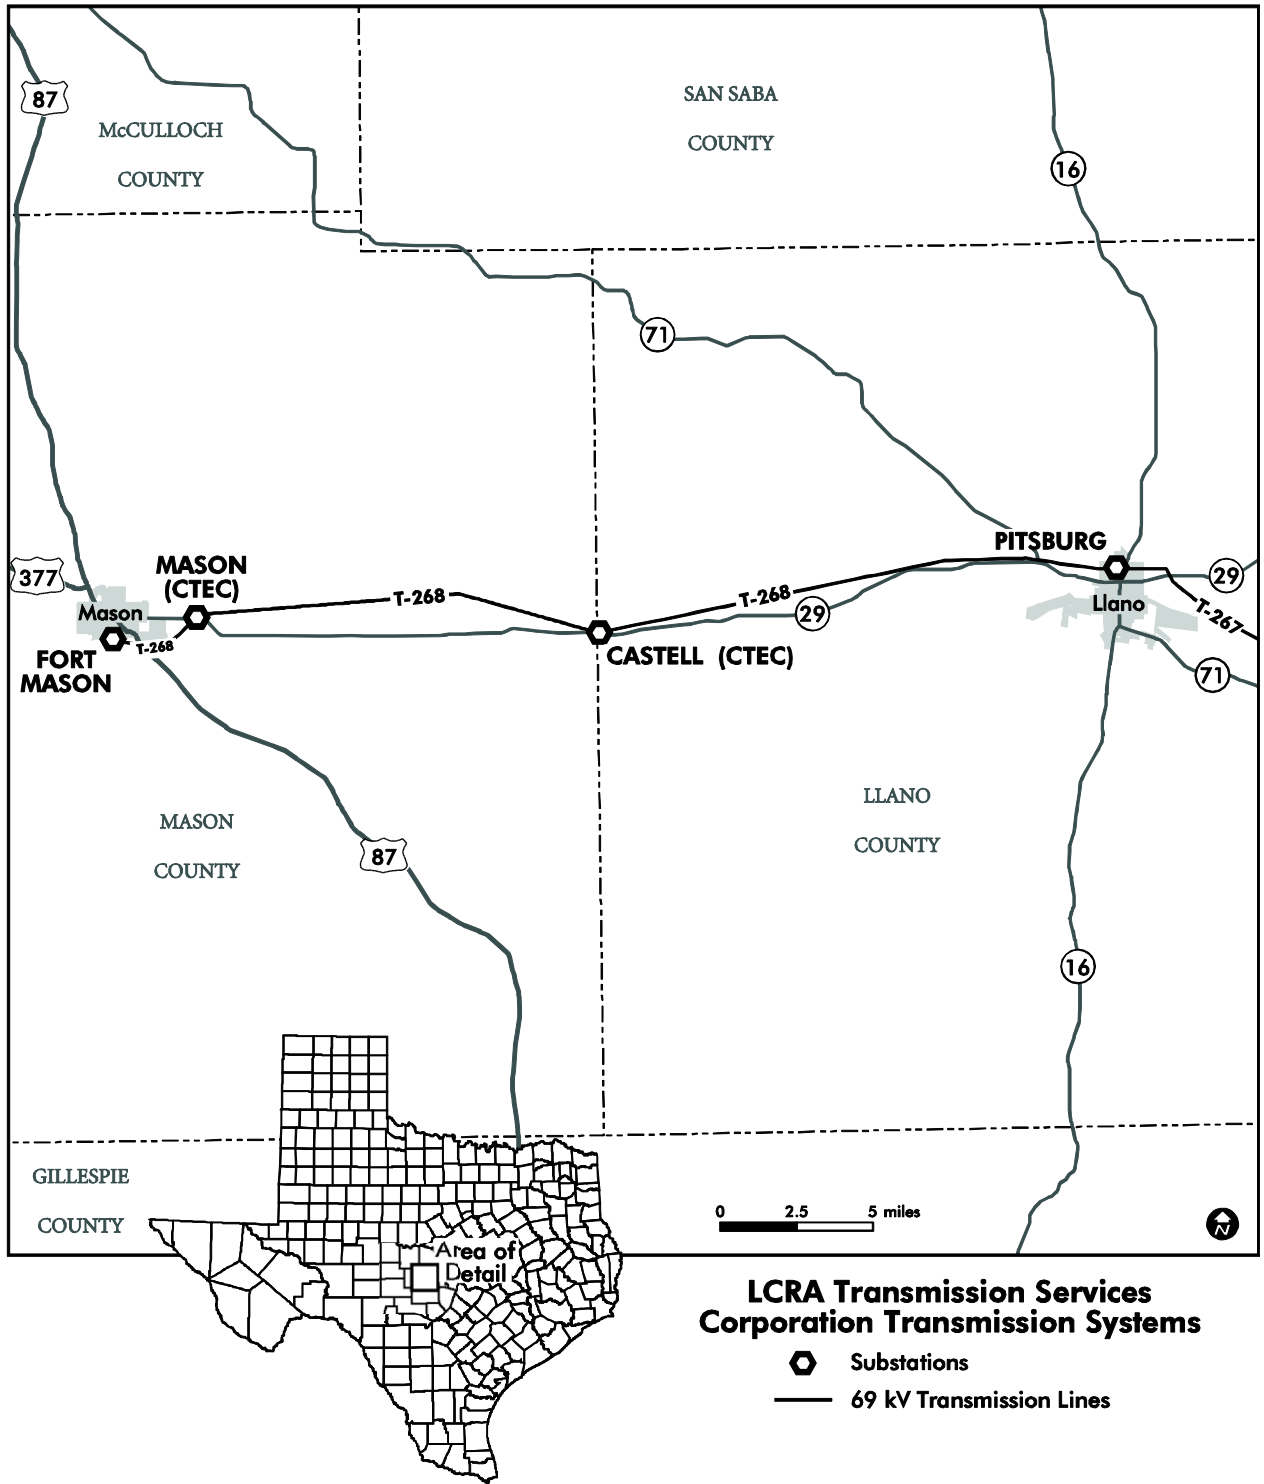 87
McCULLOCH
COUNTY
SAN SABA
COUNTY
16
71
PITSBURG
377
MASON
(CTEC)
Mason
T-268
T-268
29
29
Llano
T-267
T-268
FORT
MASON
CASTELL (CTEC)
71
MASON
COUNTY
87
LLANO
COUNTY
16
GILLESPIE
COUNTY
0 2.5 5 miles
N
Area of
Detail
LCRA Transmission Services
Corporation Transmission Systems
Substations
69 kV Transmission Lines